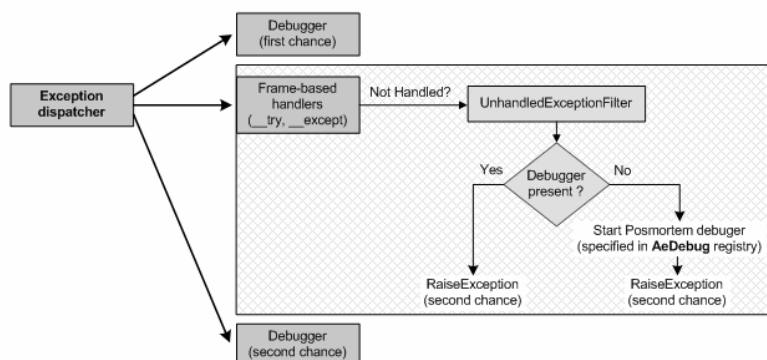 Debugger
(first chance)
Exception
dispatcher
Frame-based
handlers
(__try, __except)
Not Handled?
UnhandledExceptionFilter
Yes
Debugger
present ?
No
Start Posmortem debuger
(specified in AeDebug registry)
RaiseException
(second chance)
RaiseException
(second chance)
Debugger
(second chance)